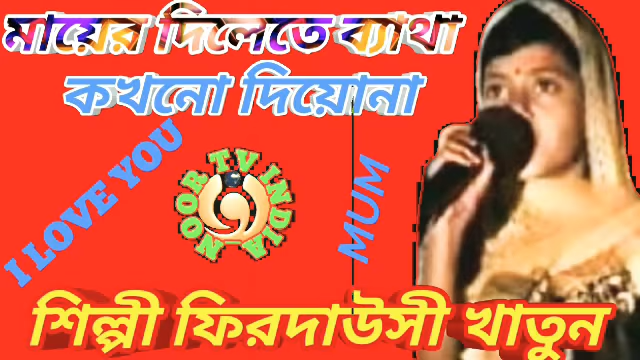 মায়ের দিলেতে ব্যাথা
কখনো দিয়োনা
I LOVE YOU
NOOR TV INDIA
MUM
শিল্পী ফিরদাউসী খাতুন